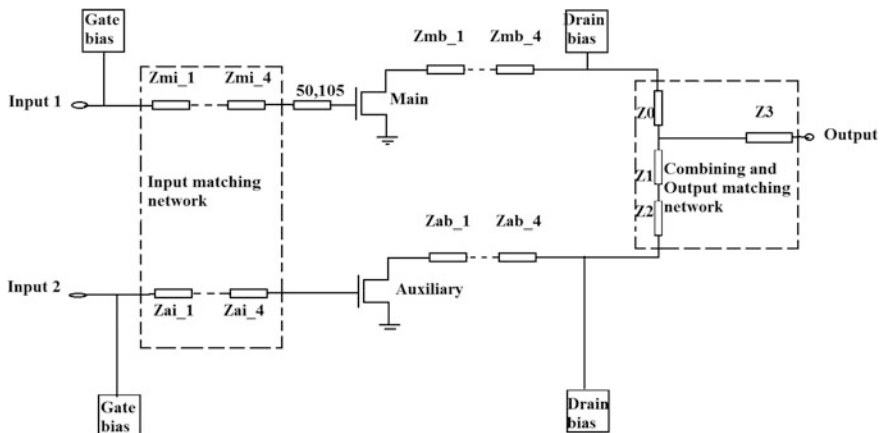 Gate
bias
Zmb_1 Zmb_4
Drain
bias
Zmi_1 Zmi_4
50,105
Input 1
Main
Z0
Z3
Output
Input matching
network
Z1
Combining and
Output matching
network
Z2
Zab_1 Zab_4
Input 2
Auxiliary
Zai_1 Zai_4
Gate
bias
Drain
bias